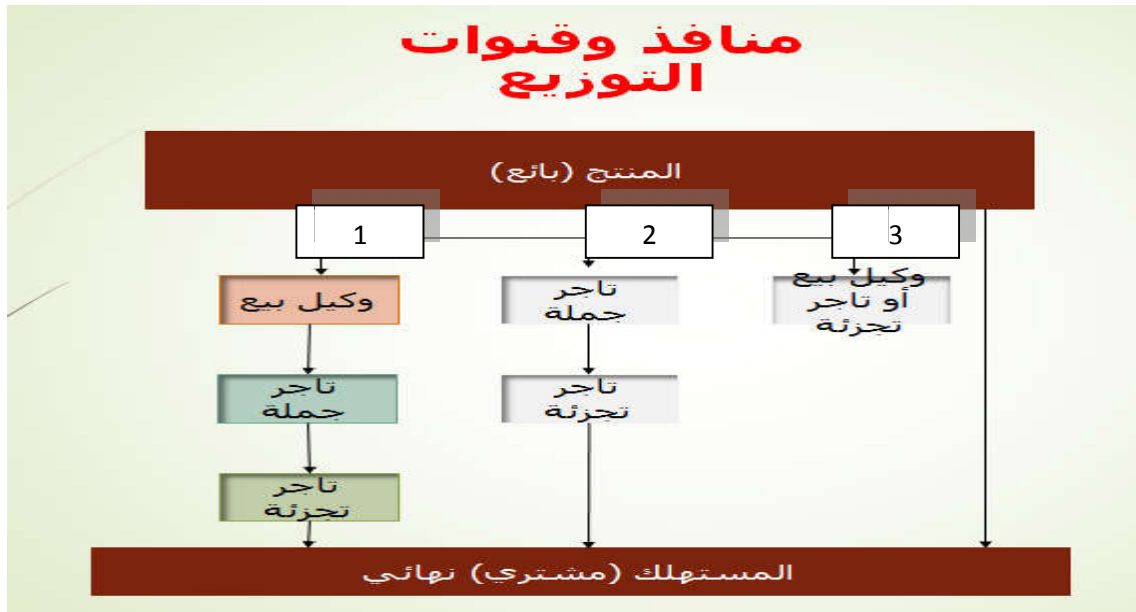 منافذ وقنوات
التوزيع
المنتج (بائع)
1
2
3
وكيل بيع
تاجر
جملة
وكيل بيع
أو تاجر
تجزئة
تاجر
جملة
تاجر
تجزئة
تاجر
تجزئة
المستهلك (مشتري) نهائي